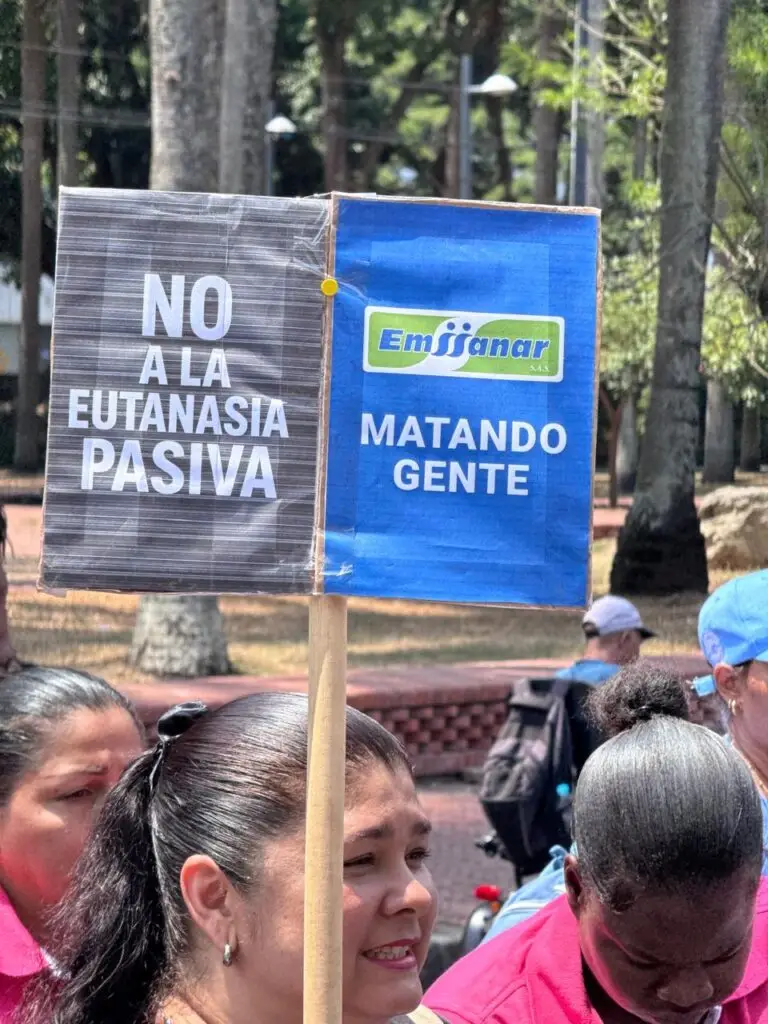 NO
A LA
EUTANASIA
PASIVA
Emssanar
S.A.S.
MATANDO
GENTE